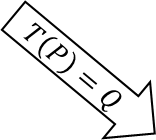 T(P) = Q